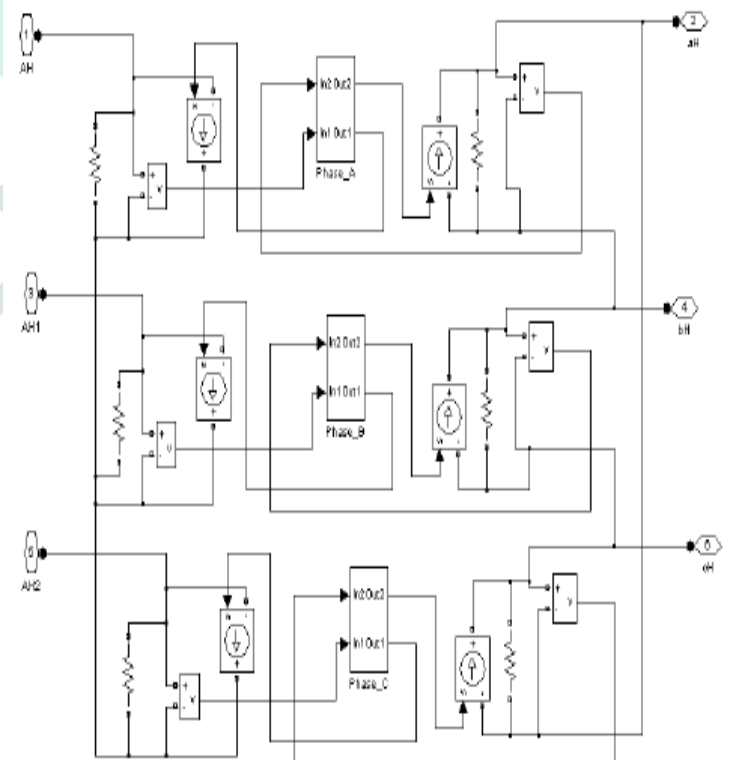 1
AH
In2 Out2
In1 Out1
Phase_A
v
v
2
aH
3
AH1
In2 Out2
In1 Out1
Phase_B
v
v
4
bH
5
AH2
In2 Out2
In1 Out1
Phase_C
v
v
6
cH